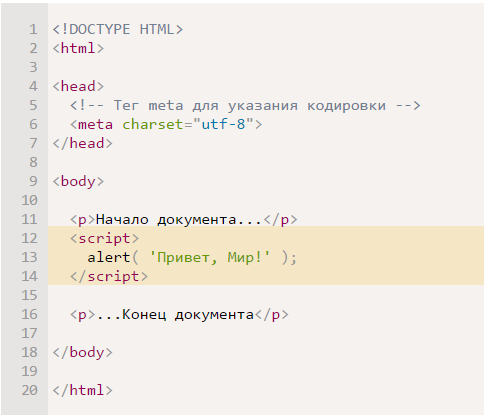 1 <!DOCTYPE HTML>
2 <html>
3
4 <head>
5   <!-- Тег meta для указания кодировки -->
6   <meta charset="utf-8">
7 </head>
8
9 <body>
10
11   <p>Начало документа...</p>
12   <script>
13     alert( 'Привет, Мир!' );
14   </script>
15
16   <p>...Конец документа</p>
17
18 </body>
19
20 </html>